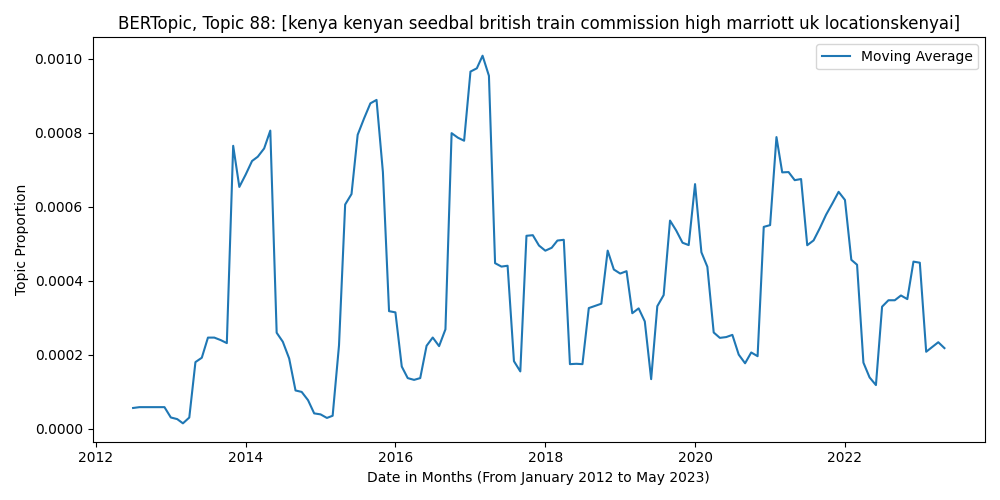 BERTopic, Topic 88: [kenya kenyan seedbal british train commission high marriott uk locationskenyai]
Moving Average
0.0010
0.0008
0.0006
0.0004
0.0002
0.0000
Topic Proportion
2012 2014 2016 2018 2020 2022
Date in Months (From January 2012 to May 2023)